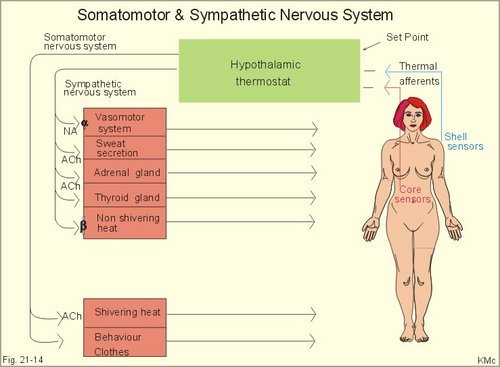 Somatomotor & Sympathetic Nervous System
Somatomotor
nervous system
Set Point
Hypothalamic
thermostat
Thermal
afferents
Sympathetic
nervous system
α
NA
Vasomotor
system
Shell
sensors
ACh
Sweat
secretion
Adrenal gland
ACh
Thyroid gland
Core
sensors
β
Non shivering
heat
ACh
Shivering heat
Behaviour
Clothes
Fig. 21-14
KMc